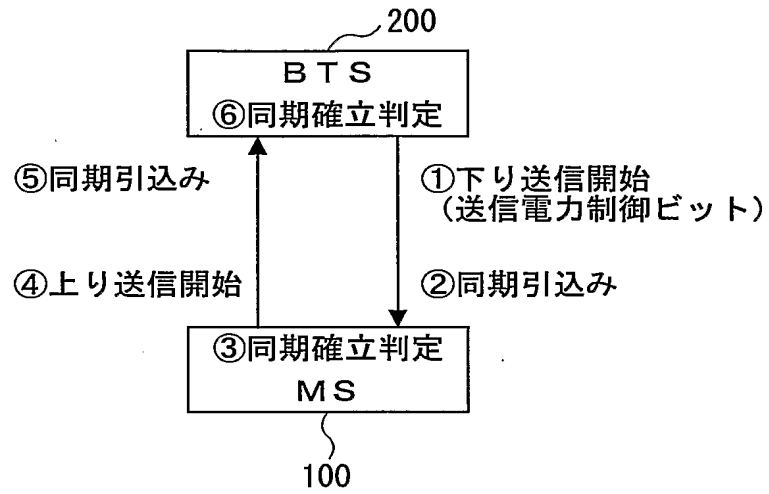 200
BTS
⑥同期確立判定
⑤同期引込み
①下り送信開始
(送信電力制御ビット)
④上り送信開始
②同期引込み
③同期確立判定
MS
100